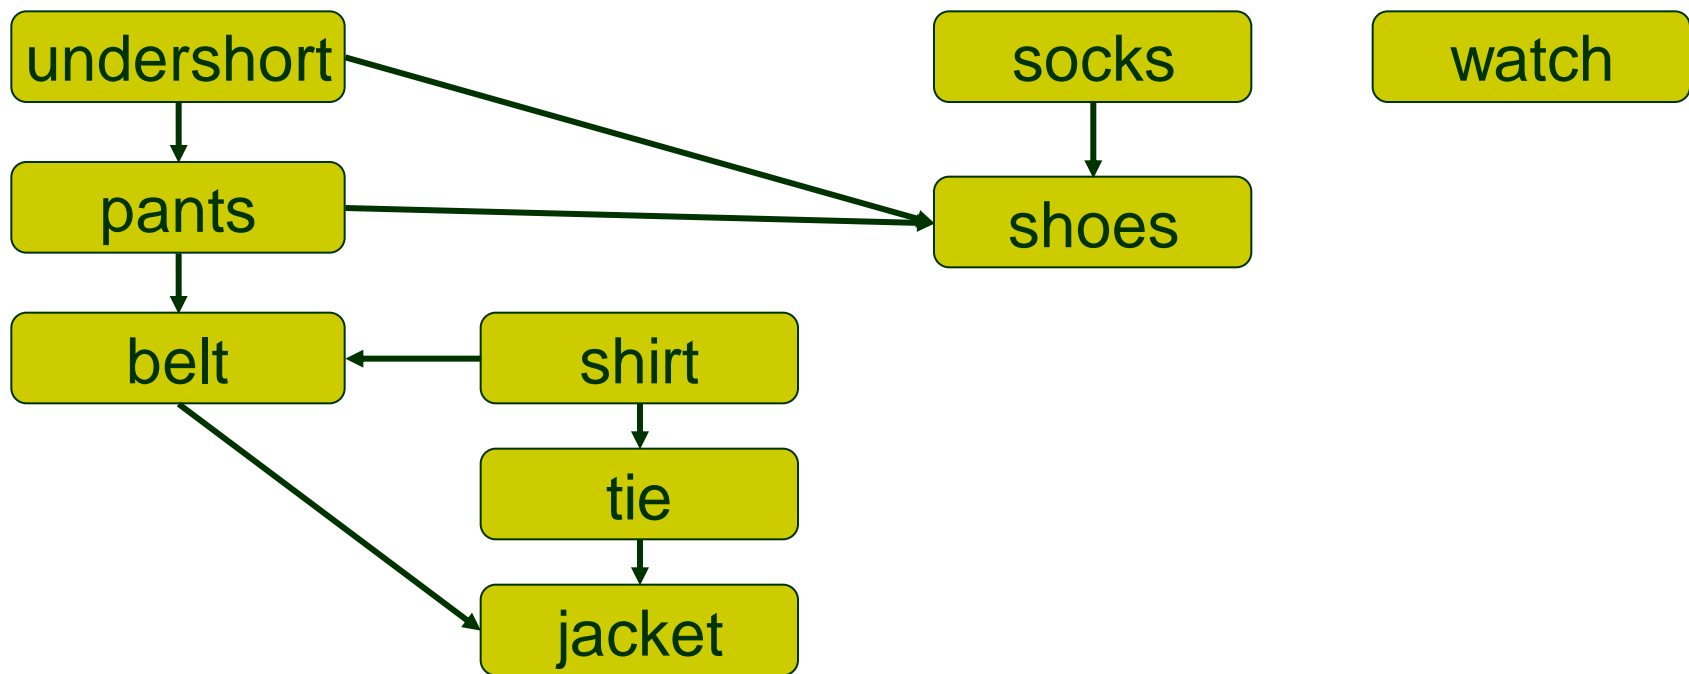 undershort
socks
watch
pants
shoes
belt
shirt
tie
jacket